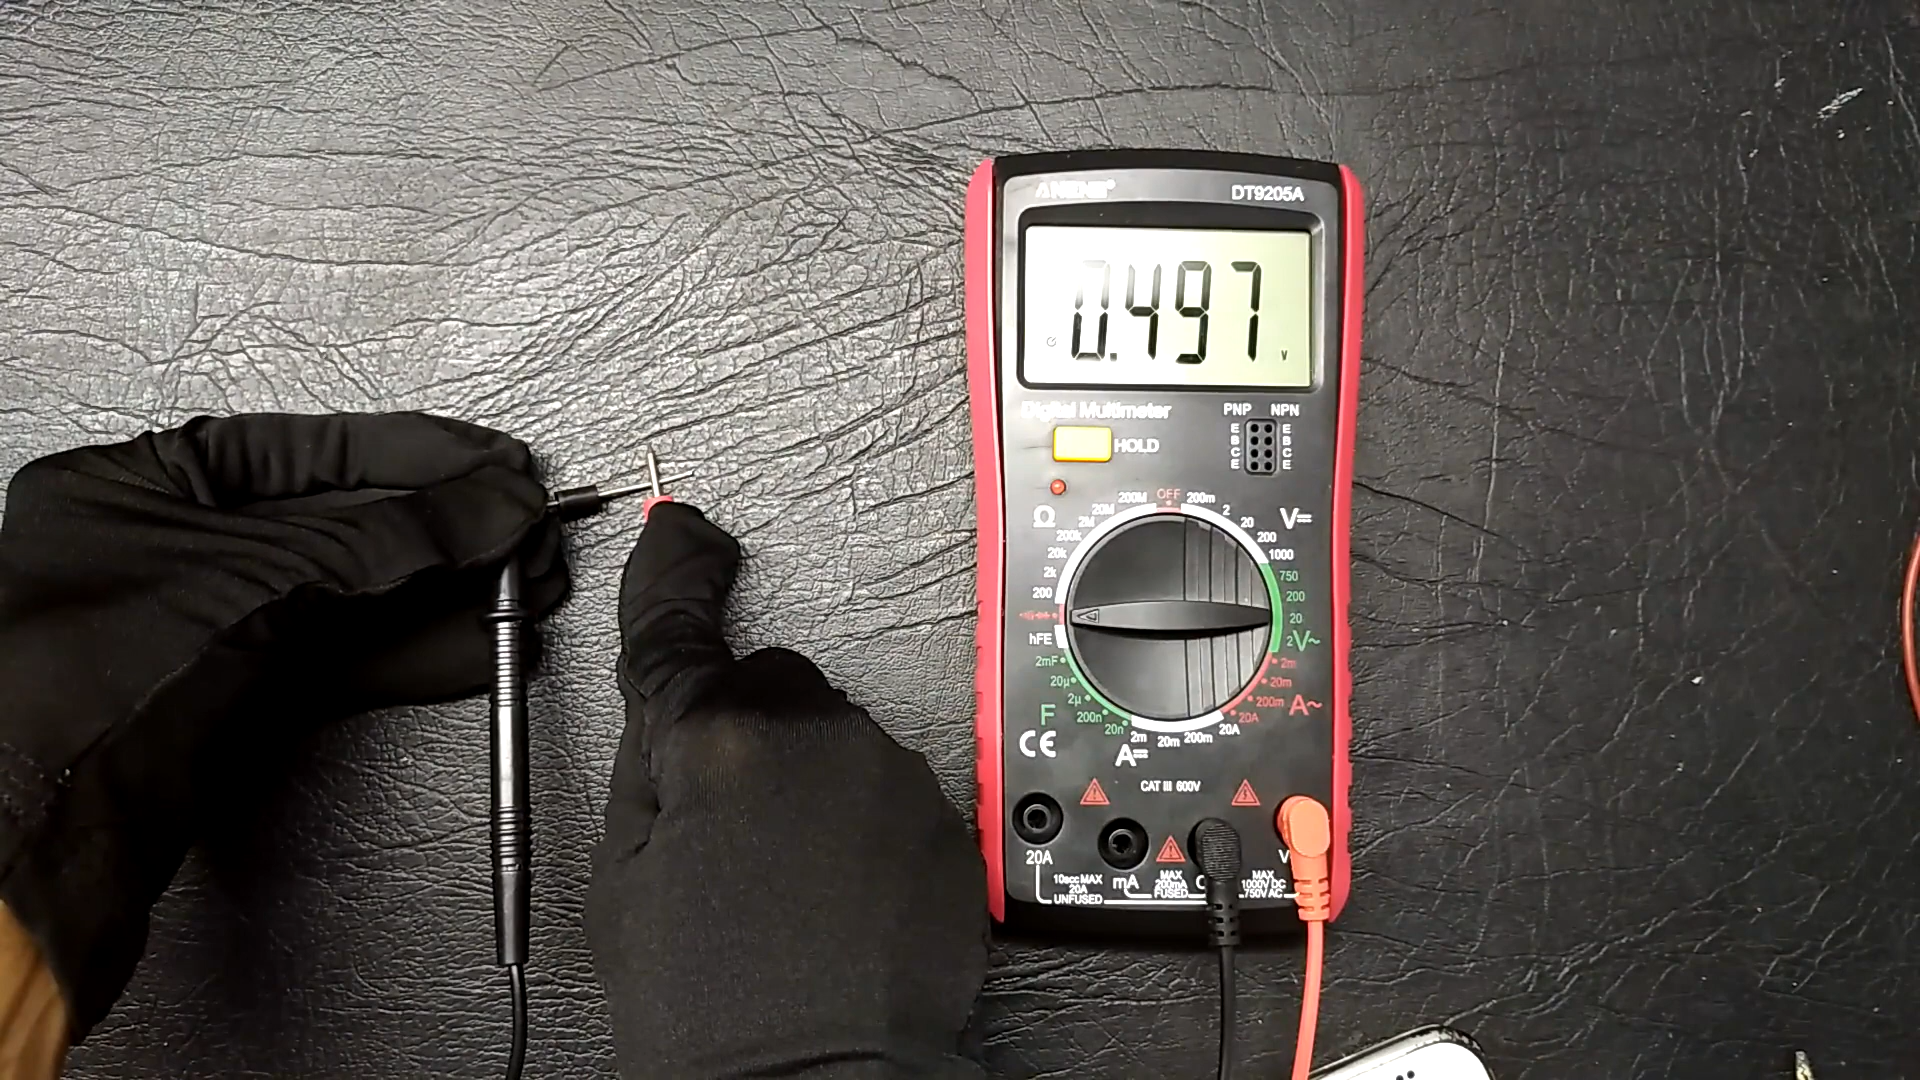 ANENG®
DT9205A
0.497
V
Digital Multimeter
PNP NPN
HOLD
E E
B B
C C
E E
OFF
200M
200m
20M
2
Ω
2M
20
V
200k
200
20k
1000
2k
750
200
200
20
hFE
2
V~
2mF
2m
20µ
20m
2µ
200m
A~
F
200n
20A
20n
20A
2m
20m
200m
CE
A
CAT III 600V
20A
10sec MAX
20A
UNFUSED
mA
MAX
200mA
FUSED
MAX
1000V DC
750V AC
V